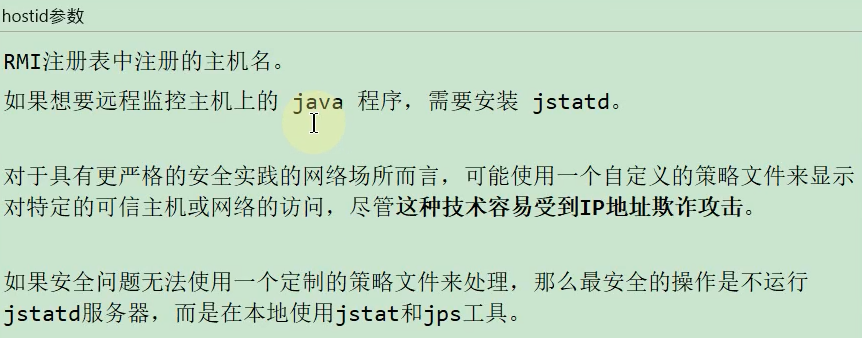 hostid参数
RMI注册表中注册的主机名。
如果想要远程监控主机上的 java 程序，需要安装 jstatd。
对于具有更严格的安全实践的网络场所而言，可能使用一个自定义的策略文件来显示
对特定的可信主机或网络的访问，尽管这种技术容易受到IP地址欺诈攻击。
如果安全问题无法使用一个定制的策略文件来处理，那么最安全的操作是不运行
jstatd服务器，而是在本地使用jstat和jps工具。